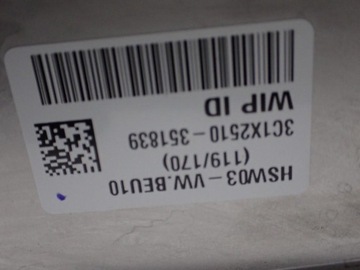 HSW03-VW.BEU10
(119/170)
3C1X2510-351839
WIP ID